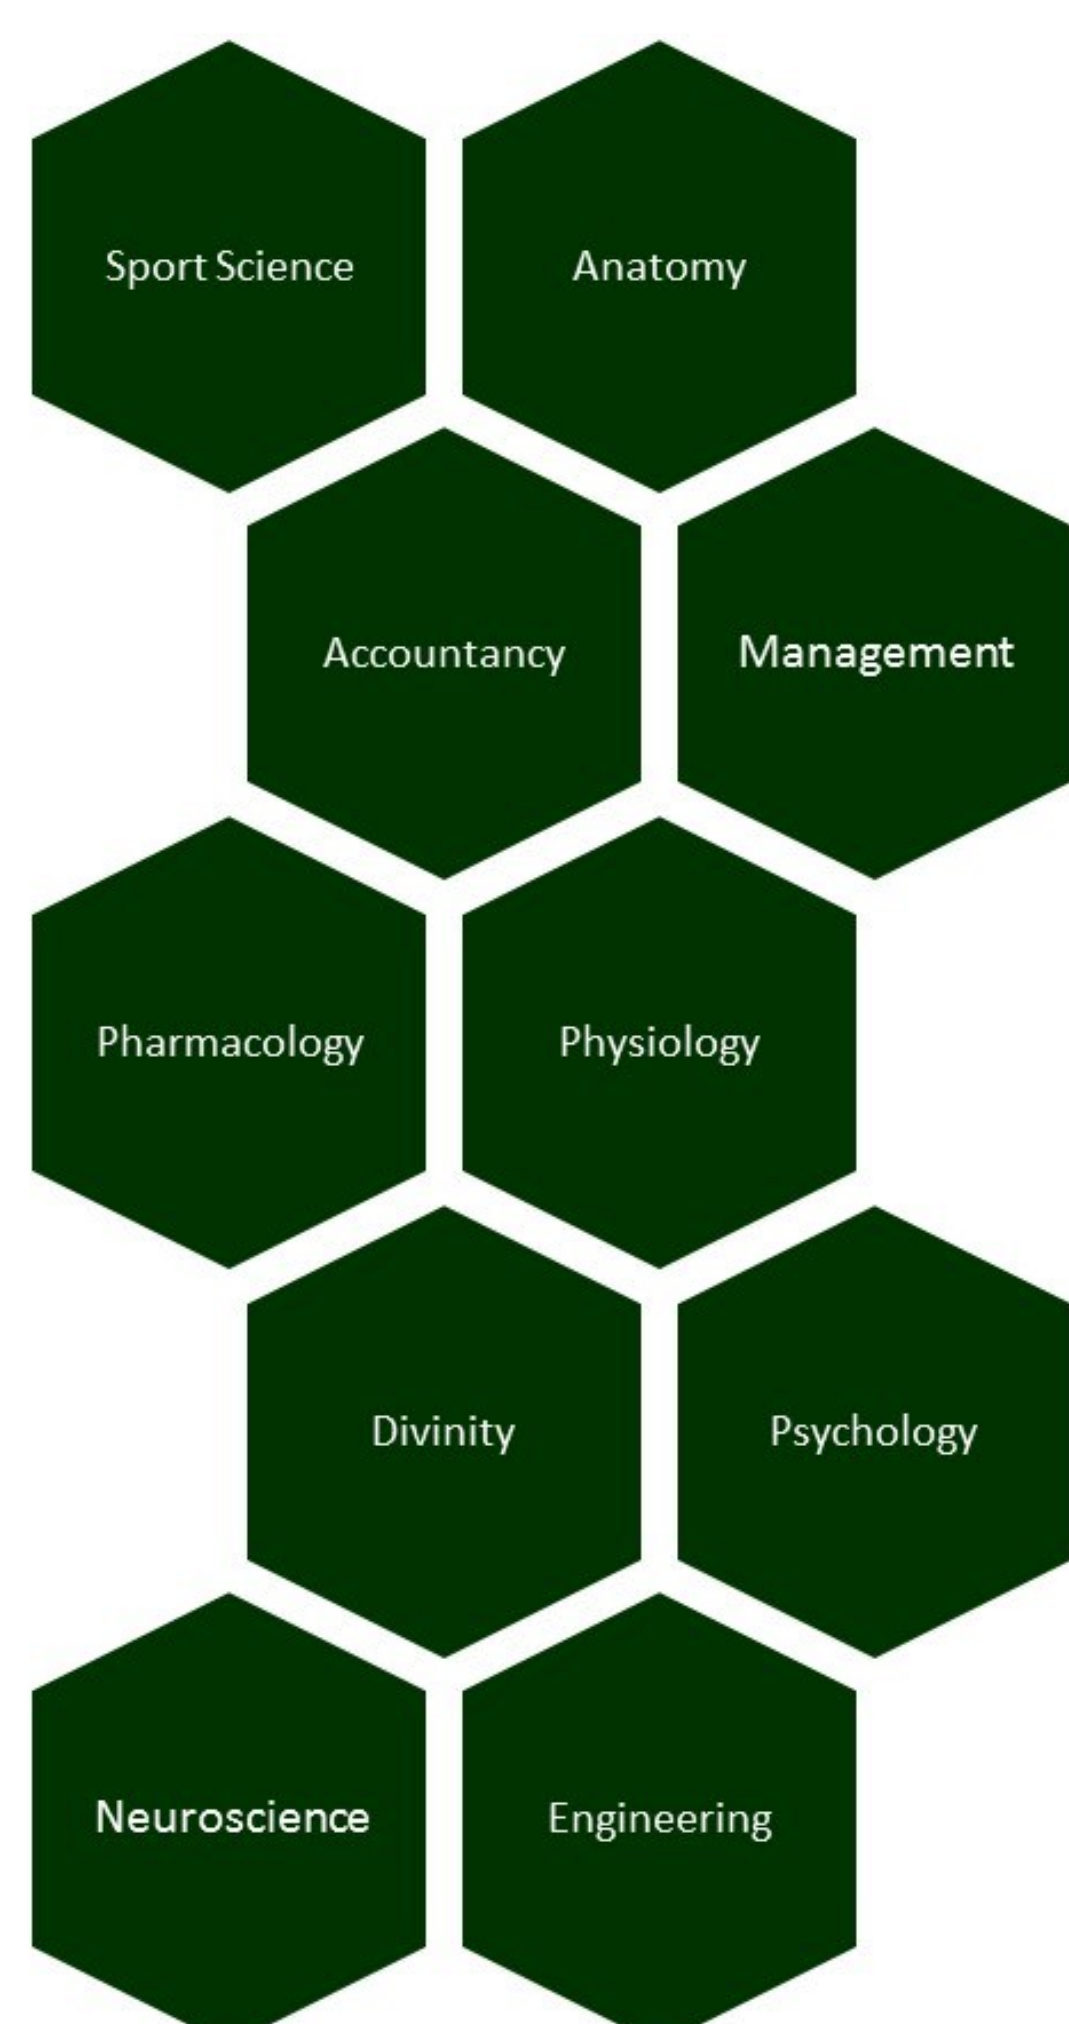 Sport Science
Anatomy
Accountancy
Management
Pharmacology
Physiology
Divinity
Psychology
Neuroscience
Engineering